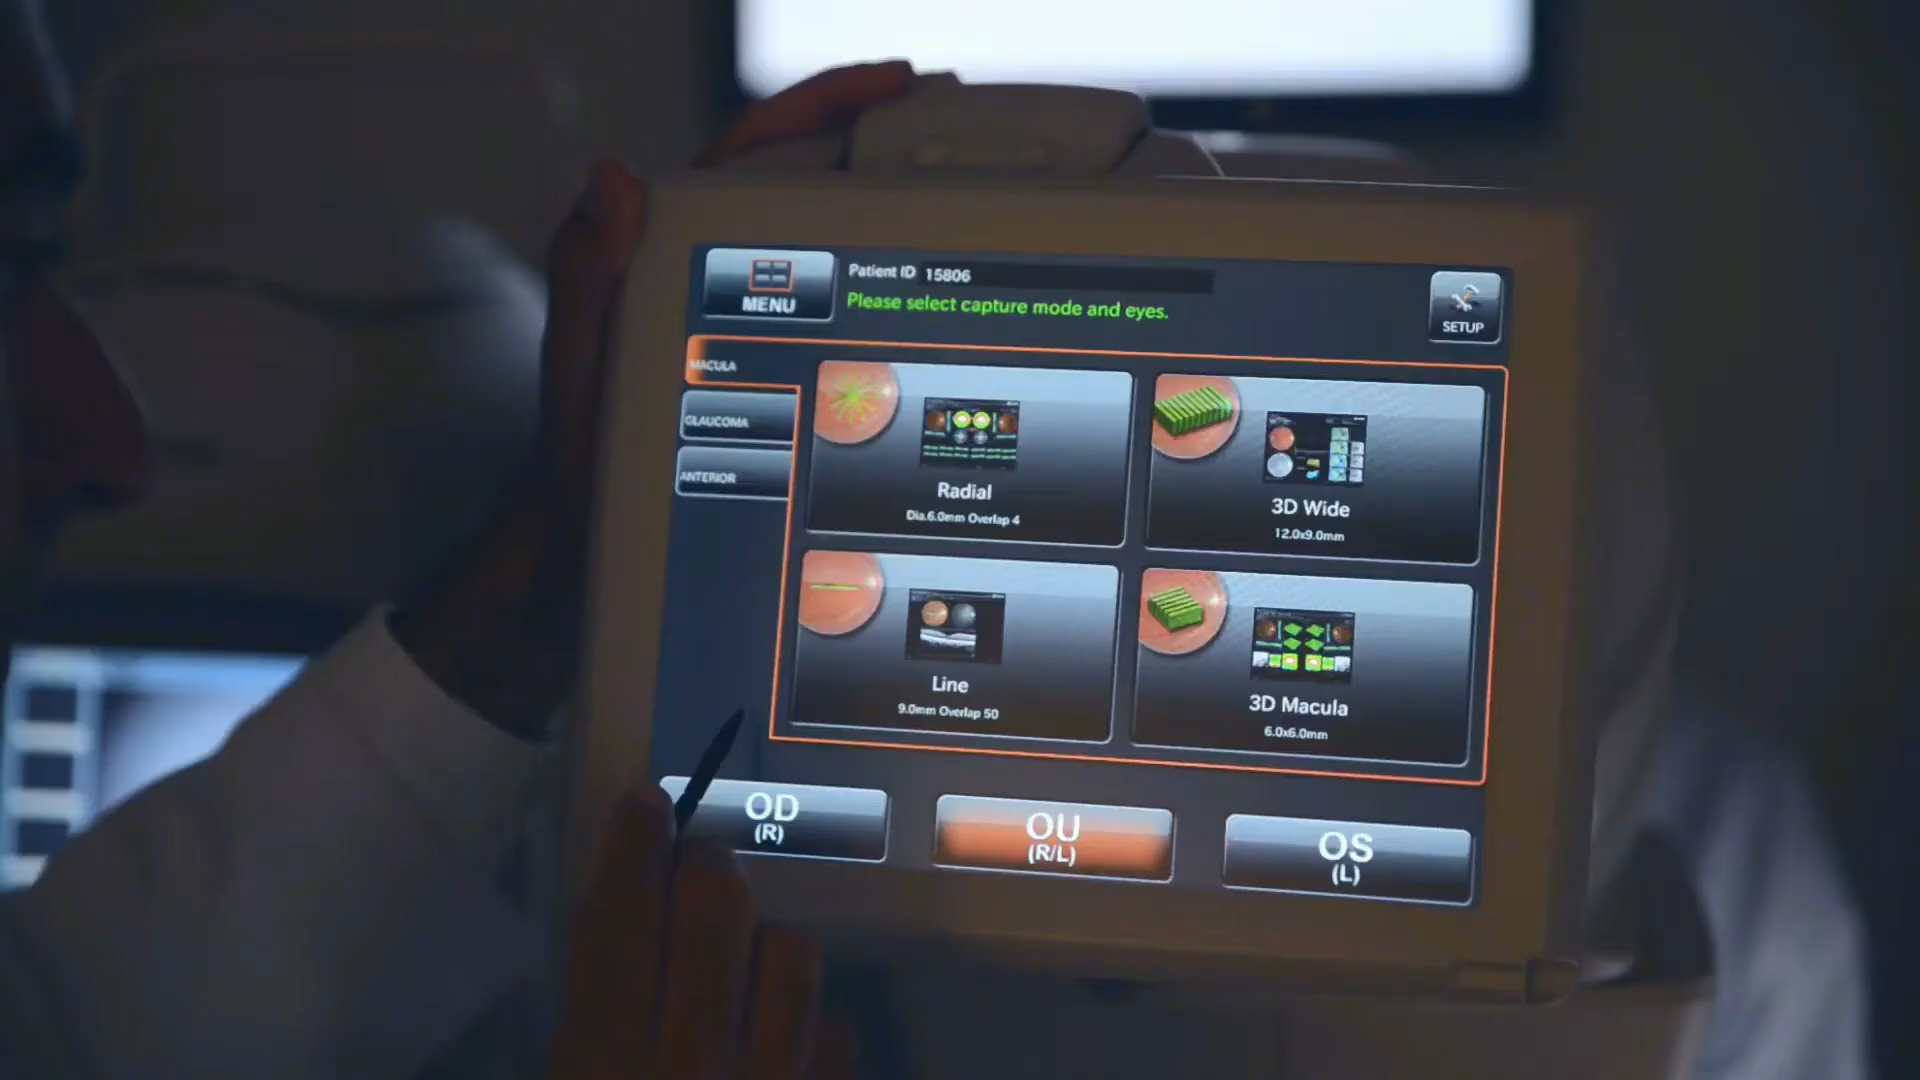 MENU
Patient ID 15806
Please select capture mode and eyes.
SETUP
MACULA
GLAUCOMA
ANTERIOR
Radial
Dia.6.0mm Overlap 4
3D Wide
12.0x9.0mm
Line
9.0mm Overlap 50
3D Macula
6.0x6.0mm
OD
(R)
OU
(R/L)
OS
(L)